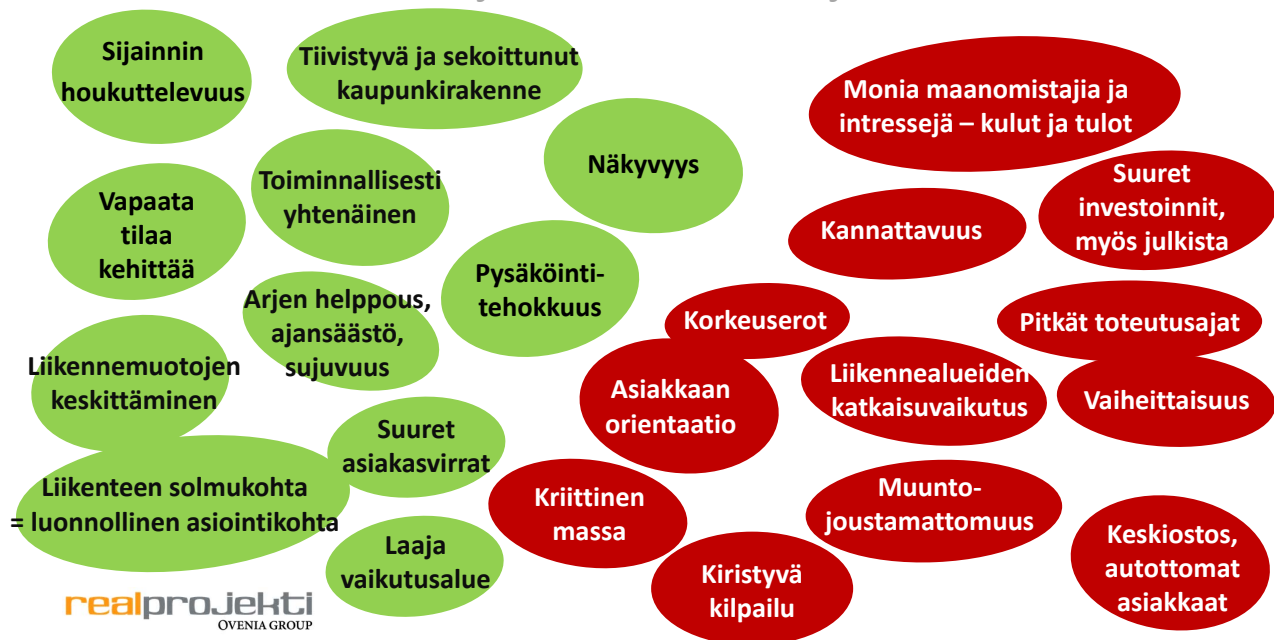 Sijainnin
houkuttelevuus
Tiivistyvä ja sekoittunut
kaupunkirakenne
Näkyvyys
Vapaata
tilaa
kehittää
Toiminnallisesti
yhtenäinen
Pysäköinti-
tehokkuus
Arjen helppous,
ajansäästö,
sujuvuus
Liikennemuotojen
keskittäminen
Suuret
asiakasvirrat
Liikenteen solmukohta
= luonnollinen asiointikohta
Laaja
vaikutusalue
Monia maanomistajia ja
intressejä – kulut ja tulot
Suuret
investoinnit,
myös julkista
Kannattavuus
Korkeuserot
Pitkät toteutusajat
Asiakkaan
orientaatio
Liikennealueiden
katkaisuvaikutus
Vaiheittaisuus
Kriittinen
massa
Muunto-
joustamattomuus
Kiristyvä
kilpailu
Keskiostos,
autottomat
asiakkaat
realprojekti
OVENIA GROUP